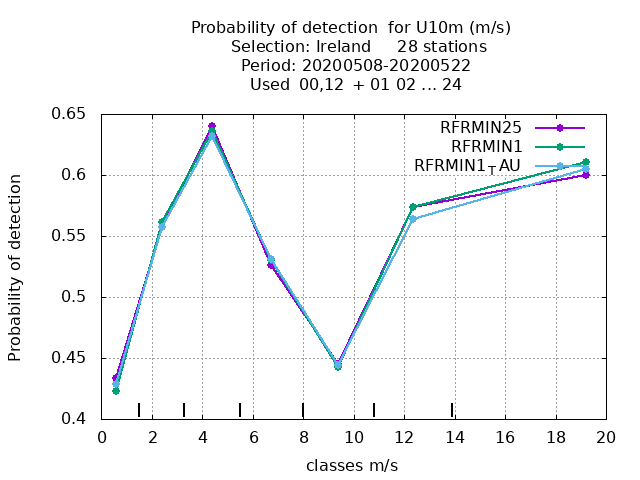 Probability of detection  for U10m (m/s)
Selection: Ireland     28 stations
Period: 20200508-20200522
Used  00,12  + 01 02 ... 24
0.65
0.6
0.55
0.5
0.45
0.4
Probability of detection
RFRMIN25
RFRMIN1
RFRMIN1TAU
0 2 4 6 8 10 12 14 16 18 20
classes m/s